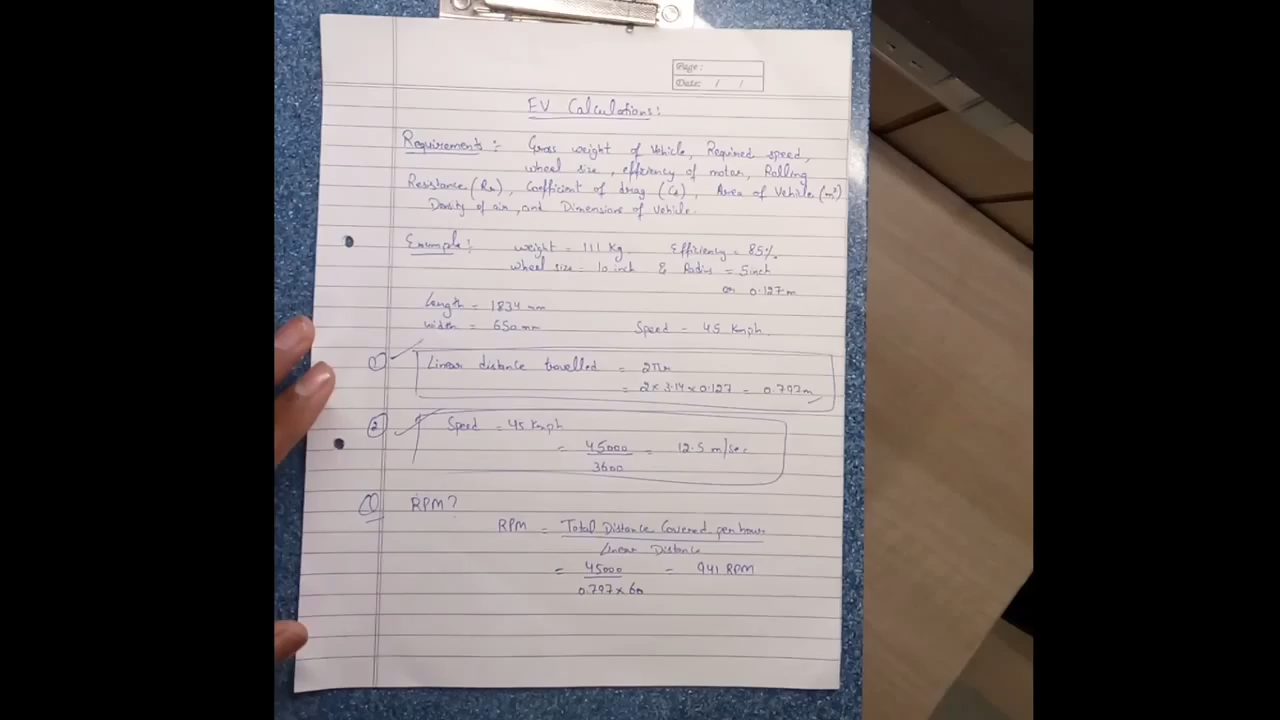 Page:
Date: / /
EV Calculations:
Requirements: Gross weight of Vehicle, Required speed,
wheel size, efficiency of motor, Rolling
Resistance (Rr), Coefficient of drag (Cd), Area of Vehicle (m²)
Density of air, and Dimensions of Vehicle.
Example: weight = 111 Kg. Efficiency = 85%
wheel size = 10 inch & Radius = 5inch
or 0.127m
Length = 1834 mm
width = 650mm Speed - 45 Kmph.
① Linear distance travelled = 2πr
= 2 × 3.14 × 0.127 = 0.797m
② Speed = 45 Kmph
= 45000 / 3600 = 12.5 m/sec
① RPM?
RPM = Total Distance Covered per hour
Linear Distance
= 45000 = 941 RPM
0.797 × 60